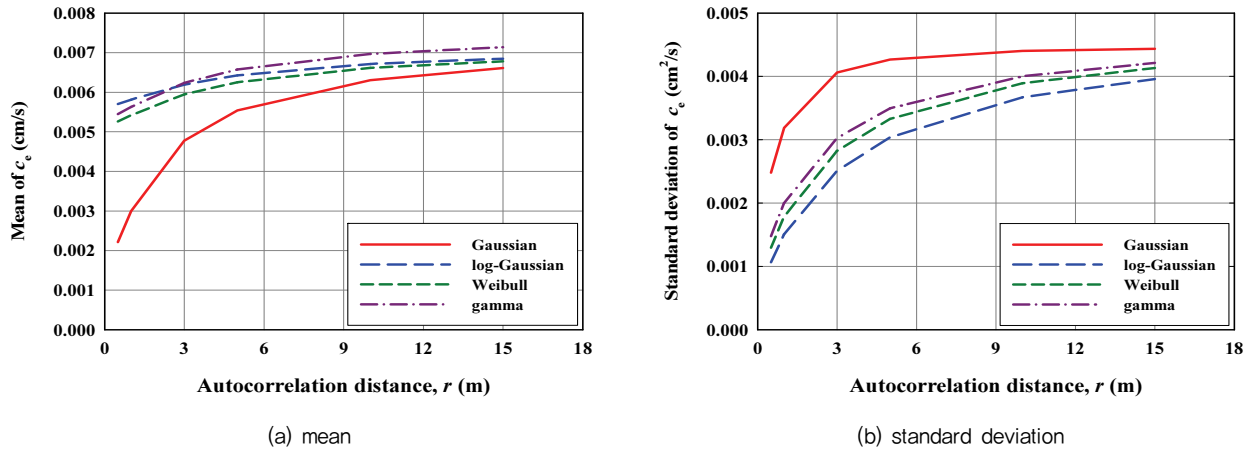 0.008
0.007
0.006
0.005
0.004
0.003
0.002
0.001
0.000
Mean of c_e (cm/s)
Gaussian
log-Gaussian
Weibull
gamma
0 3 6 9 12 15 18
Autocorrelation distance, r (m)
(a) mean
0.005
0.004
0.003
0.002
0.001
0.000
Standard deviation of c_e (cm²/s)
Gaussian
log-Gaussian
Weibull
gamma
0 3 6 9 12 15 18
Autocorrelation distance, r (m)
(b) standard deviation